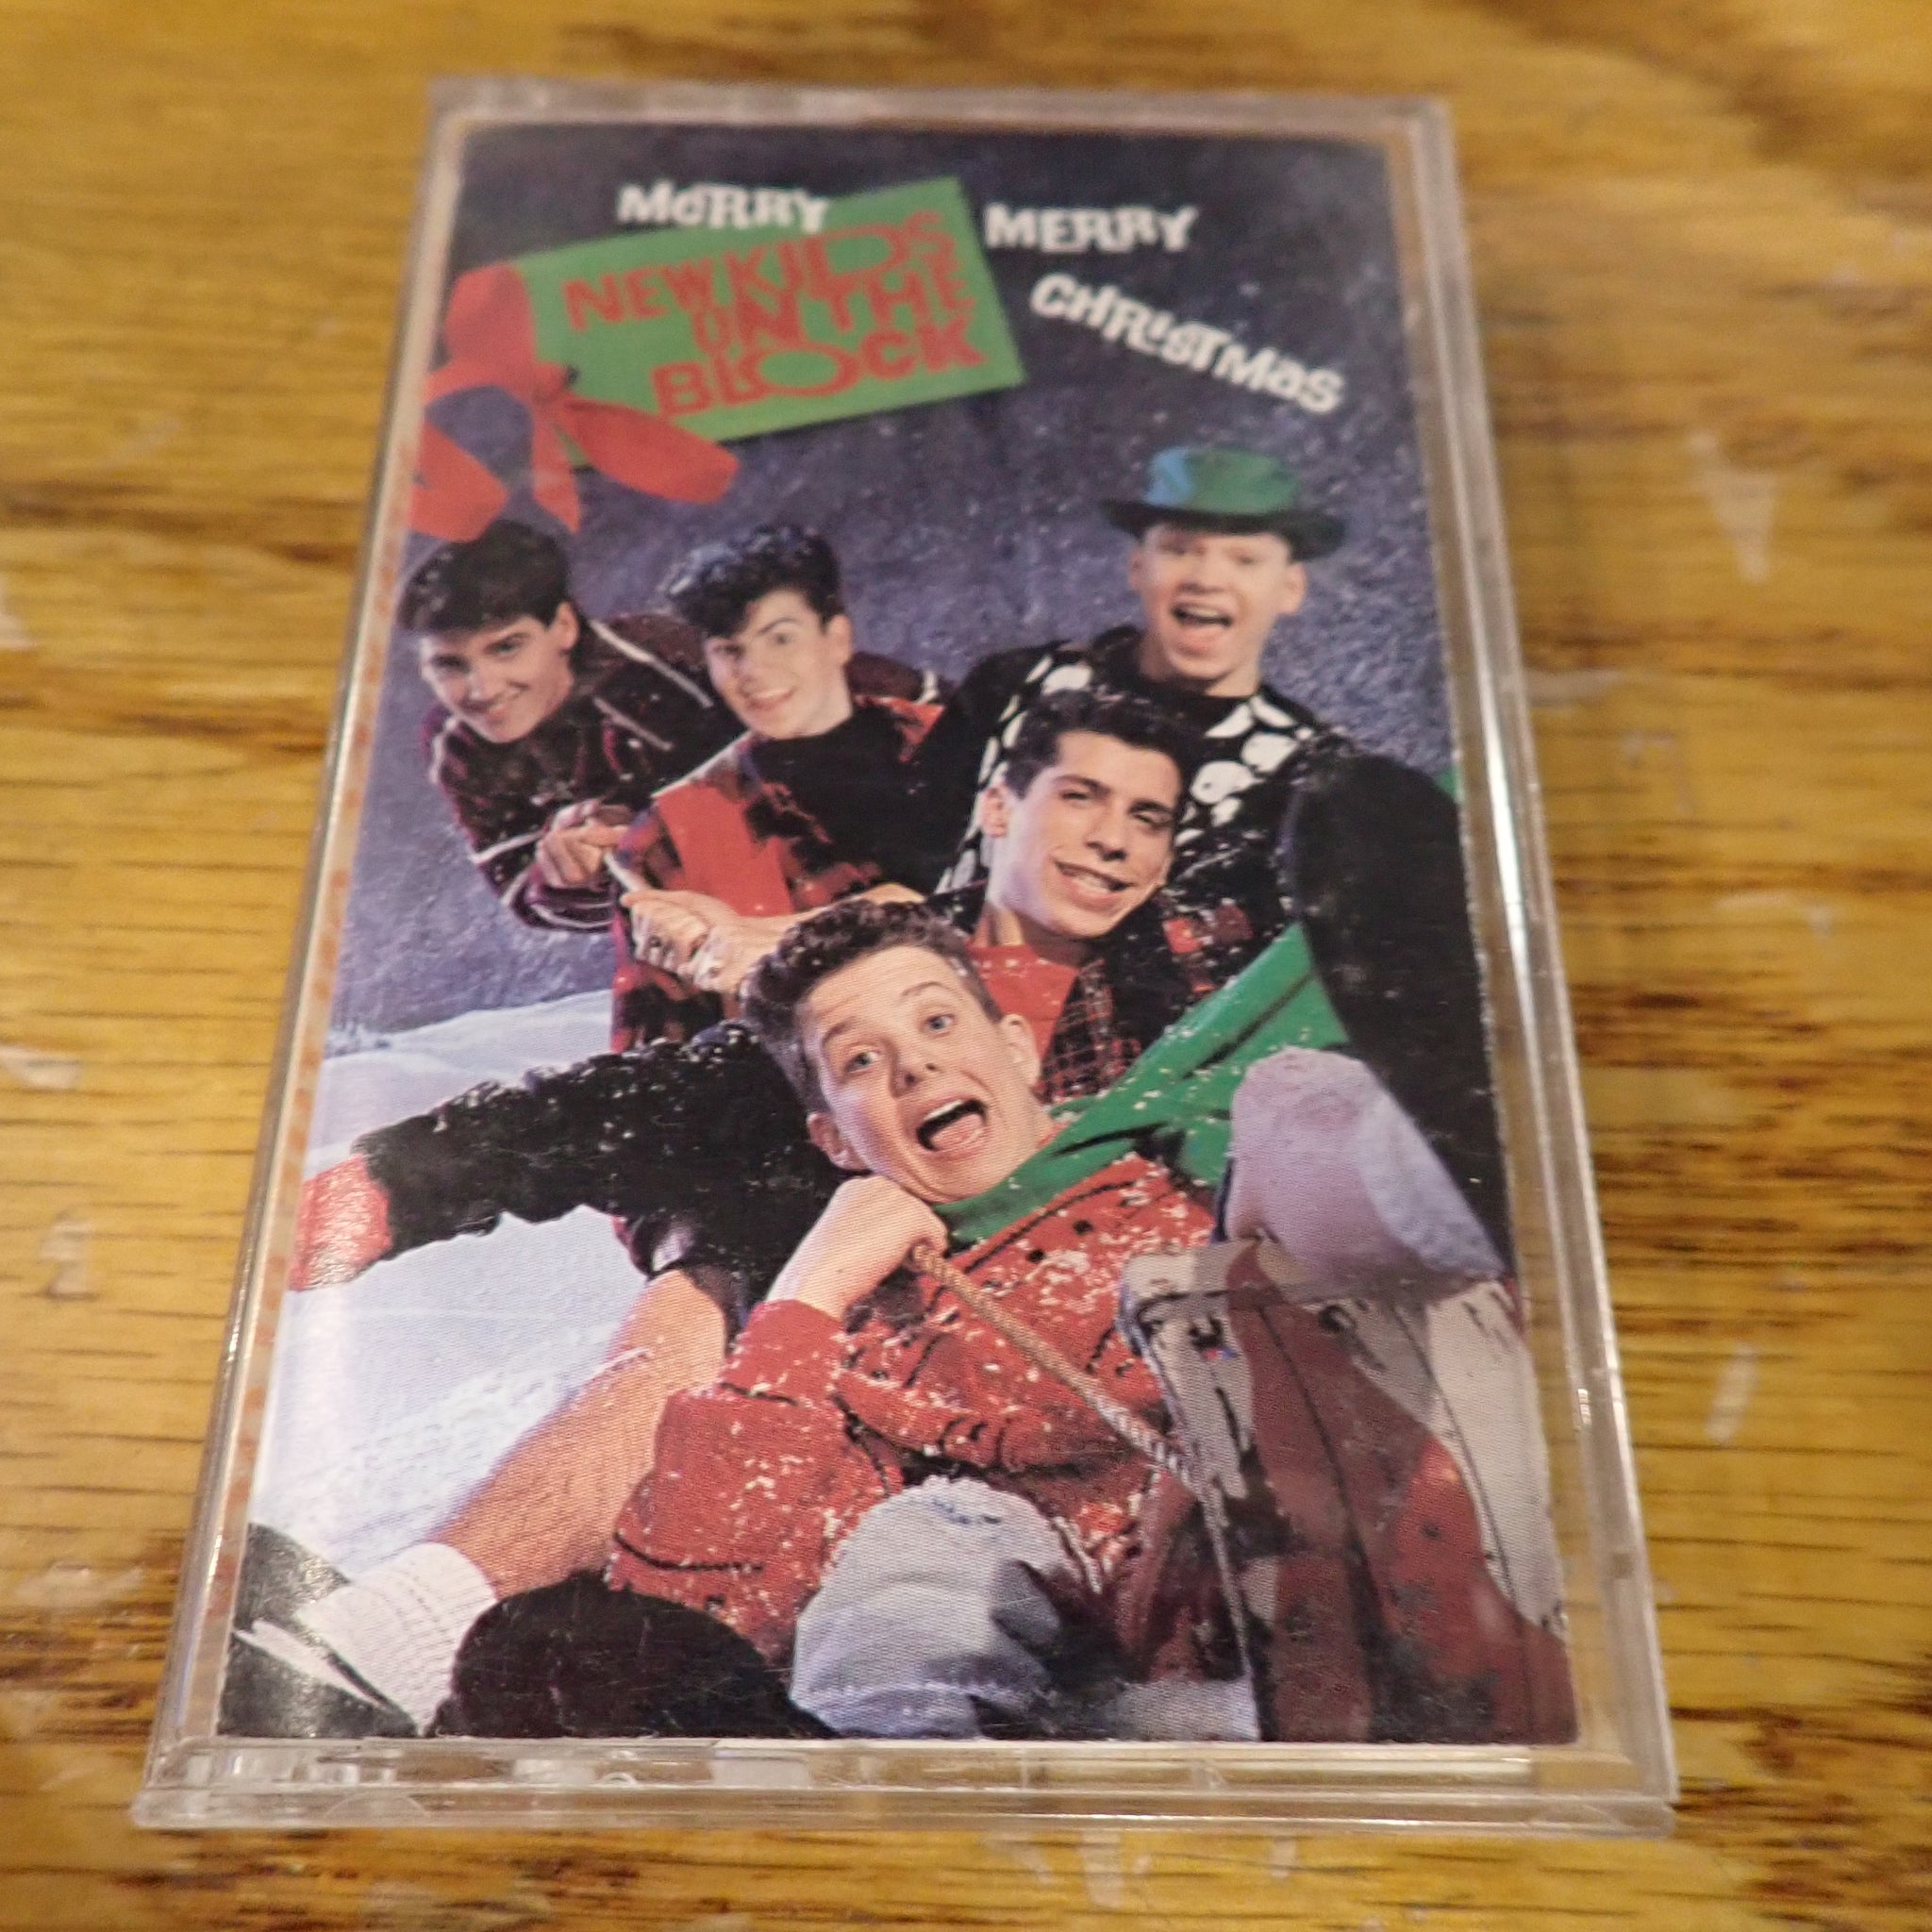 MERRY MERRY
CHRISTMAS
NEW KIDS
ON THE
BLOCK